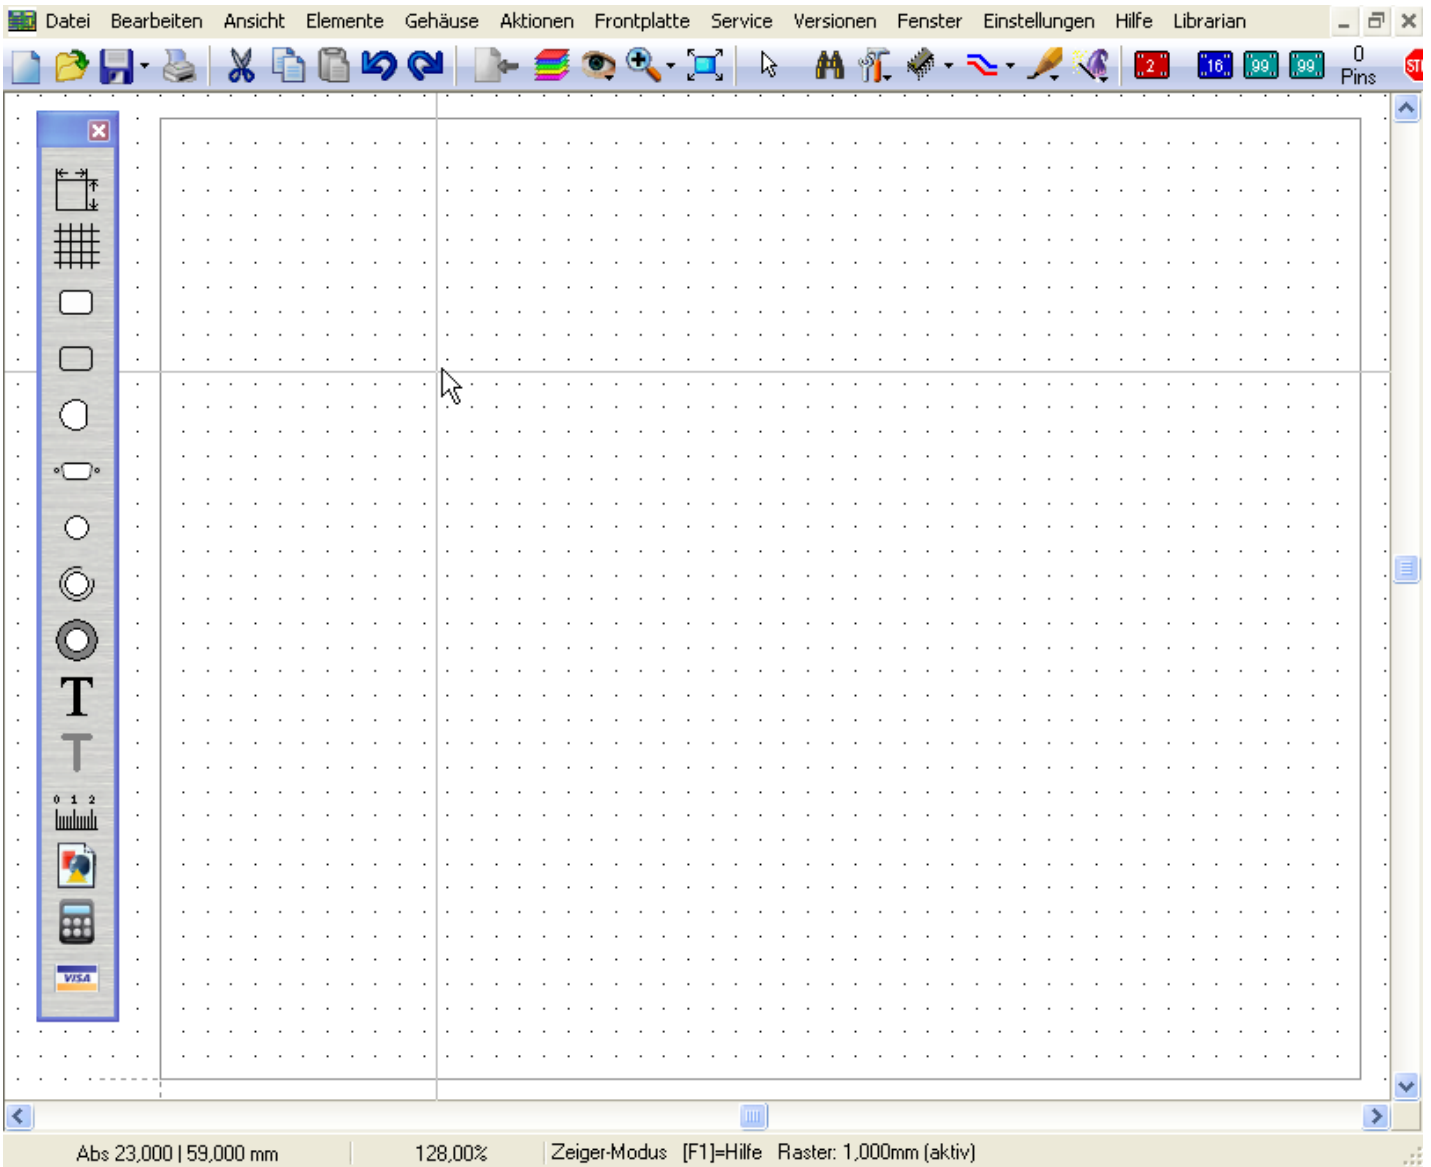 Datei Bearbeiten Ansicht Elemente Gehäuse Aktionen Frontplatte Service Versionen Fenster Einstellungen Hilfe Librarian
2 16 99 99 0 Pins
T
T
0 1 2
VISA
Abs 23,000 | 59,000 mm 128,00% Zeiger-Modus [F1]=Hilfe Raster: 1,000mm (aktiv)